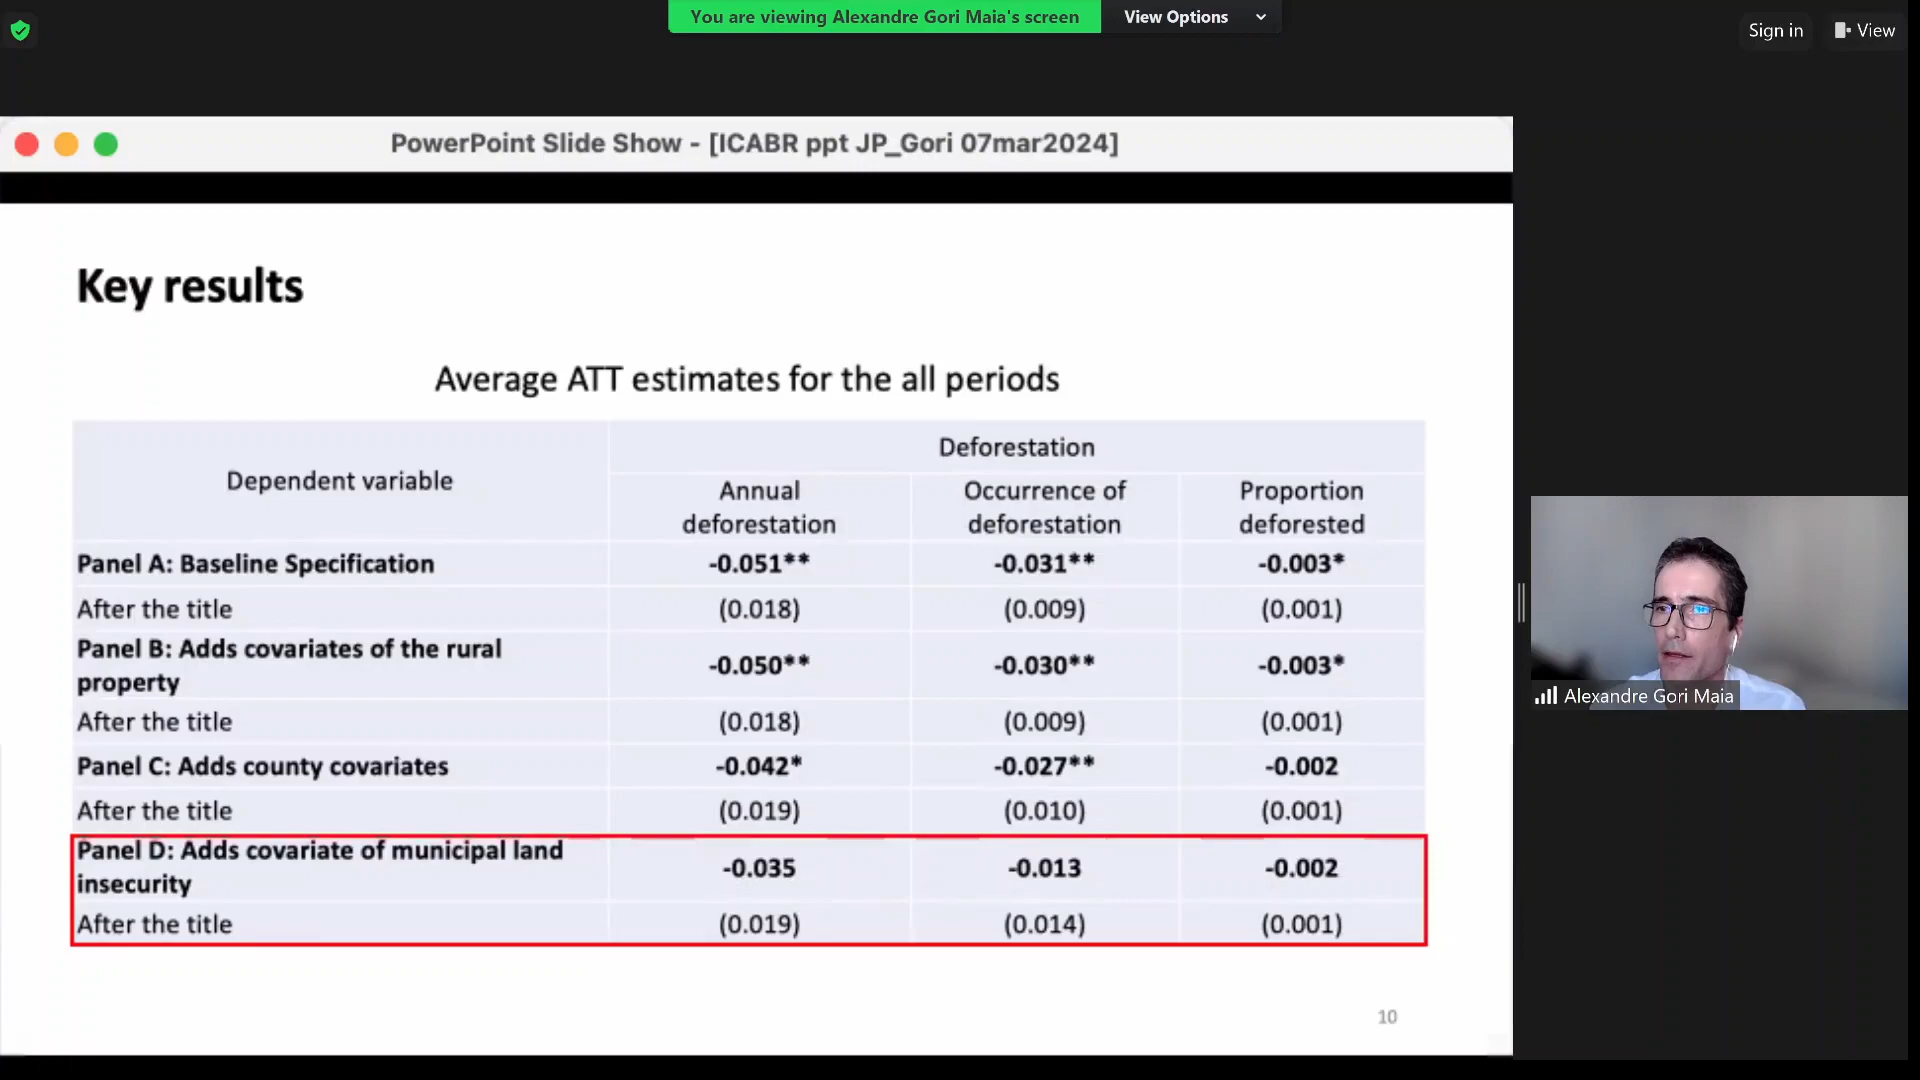 You are viewing Alexandre Gori Maia's screen
View Options
Sign in
View
PowerPoint Slide Show - [ICABR ppt JP_Gori 07mar2024]
Key results
Average ATT estimates for the all periods
Dependent variable
Deforestation
Annual deforestation
Occurrence of deforestation
Proportion deforested
Panel A: Baseline Specification -0.051** -0.031** -0.003*
After the title (0.018) (0.009) (0.001)
Panel B: Adds covariates of the rural property -0.050** -0.030** -0.003*
After the title (0.018) (0.009) (0.001)
Panel C: Adds county covariates -0.042* -0.027** -0.002
After the title (0.019) (0.010) (0.001)
Panel D: Adds covariate of municipal land insecurity -0.035 -0.013 -0.002
After the title (0.019) (0.014) (0.001)
10
Alexandre Gori Maia